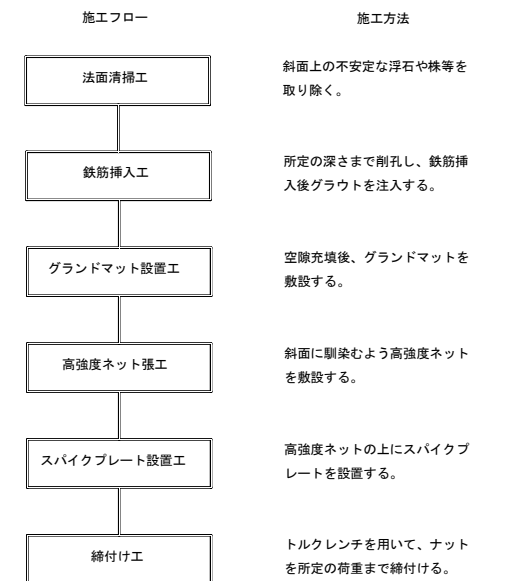 施工フロー
施工方法
法面清掃工
斜面上の不安定な浮石や株等を
取り除く。
鉄筋挿入工
所定の深さまで削孔し、鉄筋挿
入後グラウトを注入する。
グランドマット設置工
空隙充填後、グランドマットを
敷設する。
高強度ネット張工
斜面に馴染むよう高強度ネット
を敷設する。
スパイクプレート設置工
高強度ネットの上にスパイクプ
レートを設置する。
締付け工
トルクレンチを用いて、ナット
を所定の荷重まで締付ける。